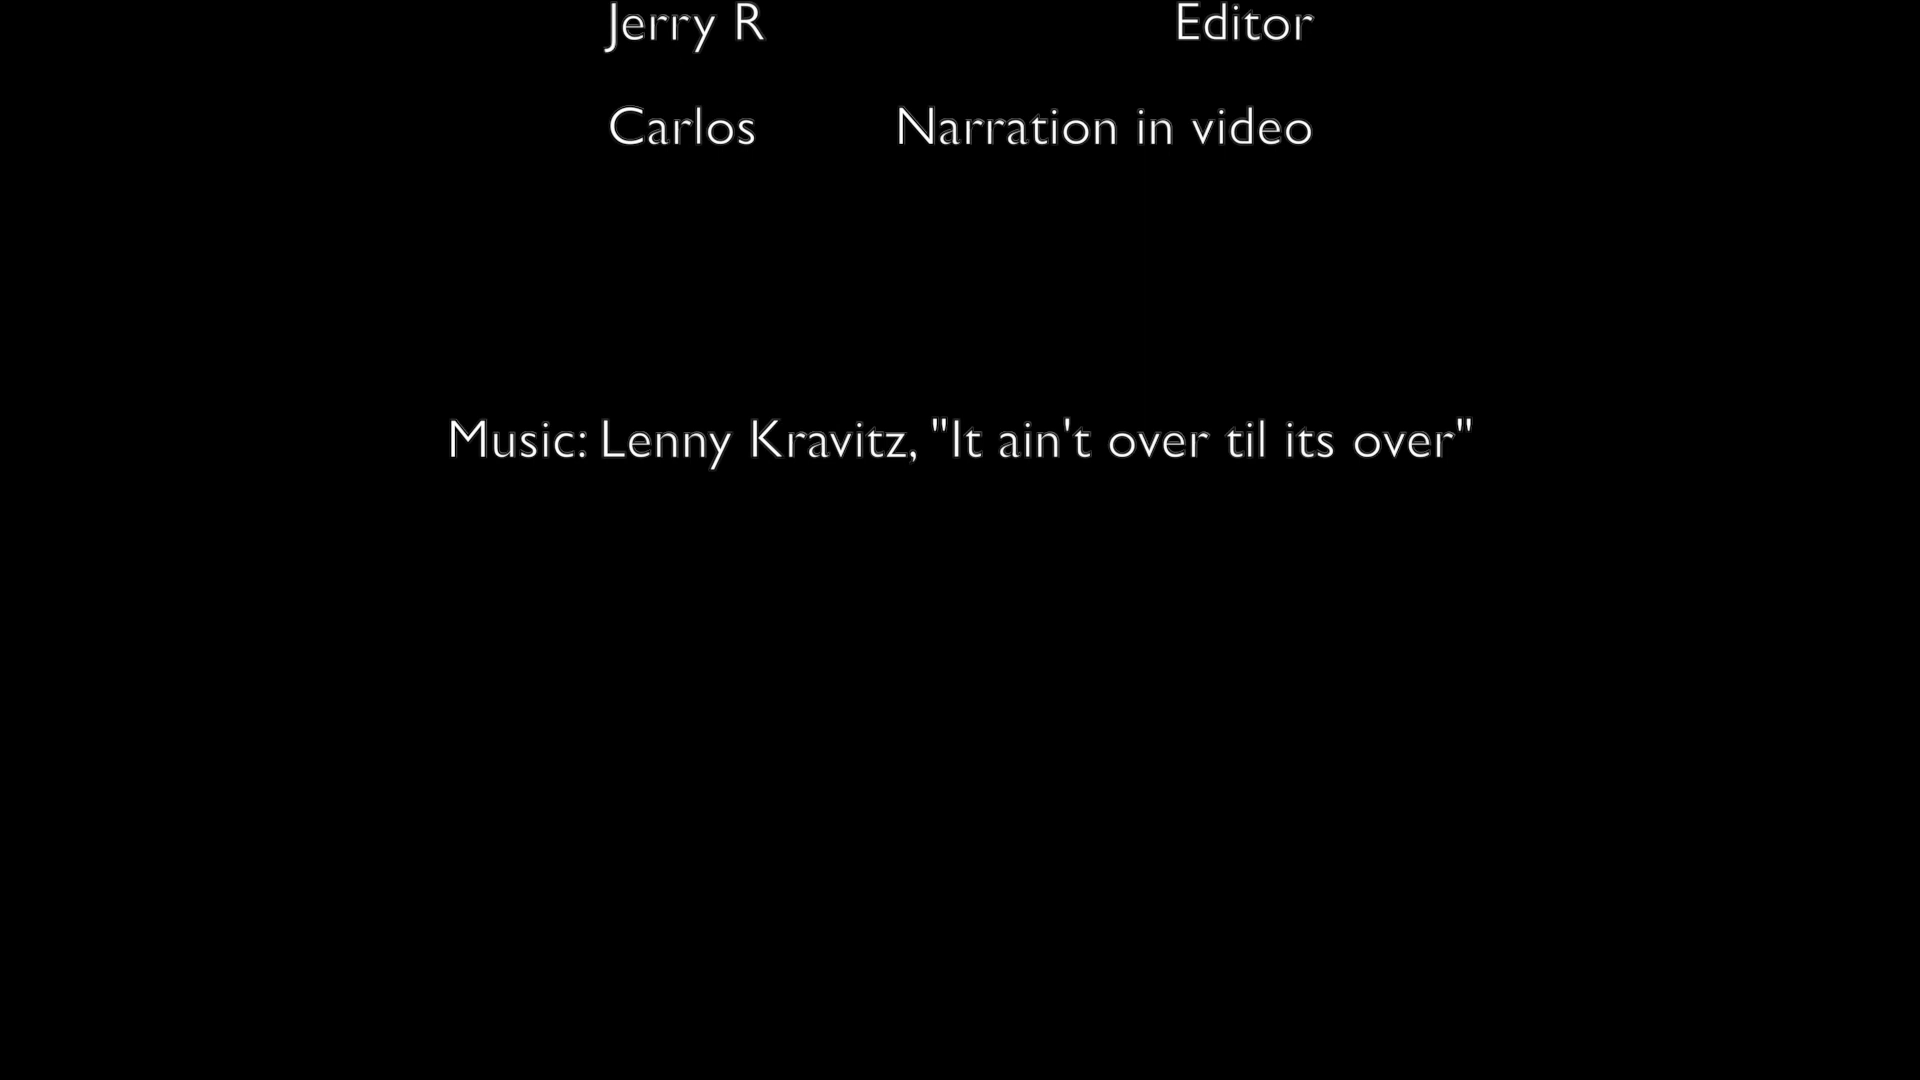 Jerry R Editor
Carlos Narration in video
Music: Lenny Kravitz, "It ain't over til its over"